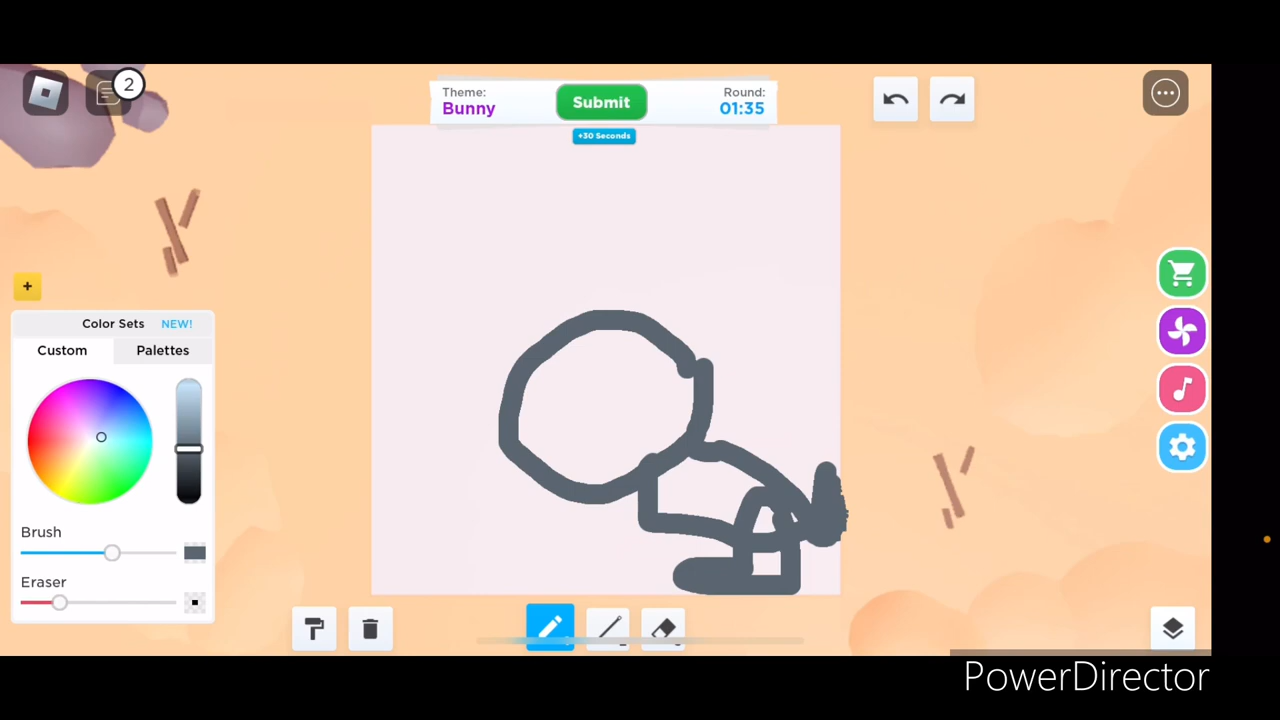 2
Theme:
Bunny
Submit
Round:
01:35
+30 Seconds
+
Color Sets NEW!
Custom Palettes
Brush
Eraser
PowerDirector